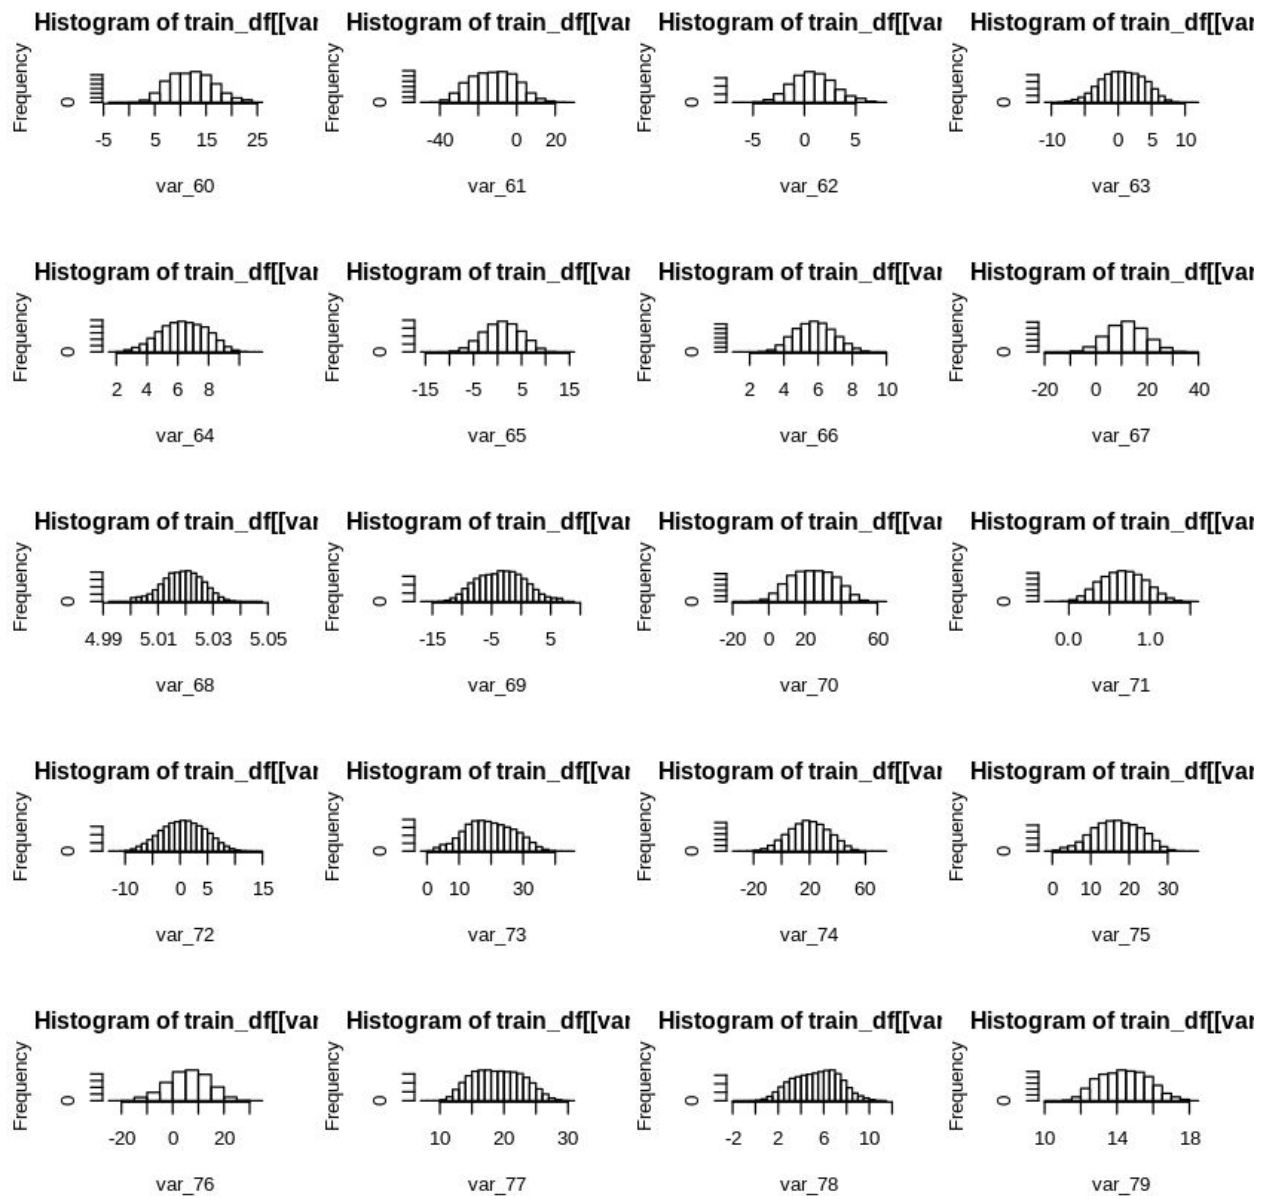 Histogram of train_df[[var Histogram of train_df[[var Histogram of train_df[[var Histogram of train_df[[var
Frequency 0 Frequency 0 Frequency 0 Frequency 0
-5 5 15 25 -40 0 20 -5 0 5 -10 0 5 10
var_60 var_61 var_62 var_63
Histogram of train_df[[var Histogram of train_df[[var Histogram of train_df[[var Histogram of train_df[[var
Frequency 0 Frequency 0 Frequency 0 Frequency 0
2 4 6 8 -15 -5 5 15 2 4 6 8 10 -20 0 20 40
var_64 var_65 var_66 var_67
Histogram of train_df[[var Histogram of train_df[[var Histogram of train_df[[var Histogram of train_df[[var
Frequency 0 Frequency 0 Frequency 0 Frequency 0
4.99 5.01 5.03 5.05 -15 -5 5 -20 0 20 60 0.0 1.0
var_68 var_69 var_70 var_71
Histogram of train_df[[var Histogram of train_df[[var Histogram of train_df[[var Histogram of train_df[[var
Frequency 0 Frequency 0 Frequency 0 Frequency 0
-10 0 5 15 0 10 30 -20 20 60 0 10 20 30
var_72 var_73 var_74 var_75
Histogram of train_df[[var Histogram of train_df[[var Histogram of train_df[[var Histogram of train_df[[var
Frequency 0 Frequency 0 Frequency 0 Frequency 0
-20 0 20 10 20 30 -2 2 6 10 10 14 18
var_76 var_77 var_78 var_79